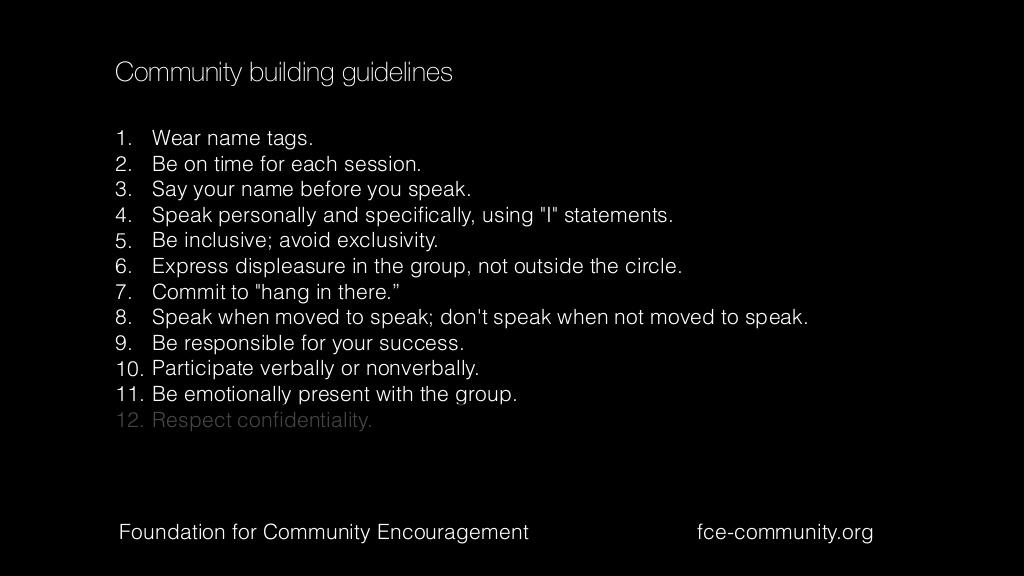 Community building guidelines
1. Wear name tags.
2. Be on time for each session.
3. Say your name before you speak.
4. Speak personally and specifically, using "I" statements.
5. Be inclusive; avoid exclusivity.
6. Express displeasure in the group, not outside the circle.
7. Commit to "hang in there.”
8. Speak when moved to speak; don't speak when not moved to speak.
9. Be responsible for your success.
10. Participate verbally or nonverbally.
11. Be emotionally present with the group.
12. Respect confidentiality.
Foundation for Community Encouragement fce-community.org